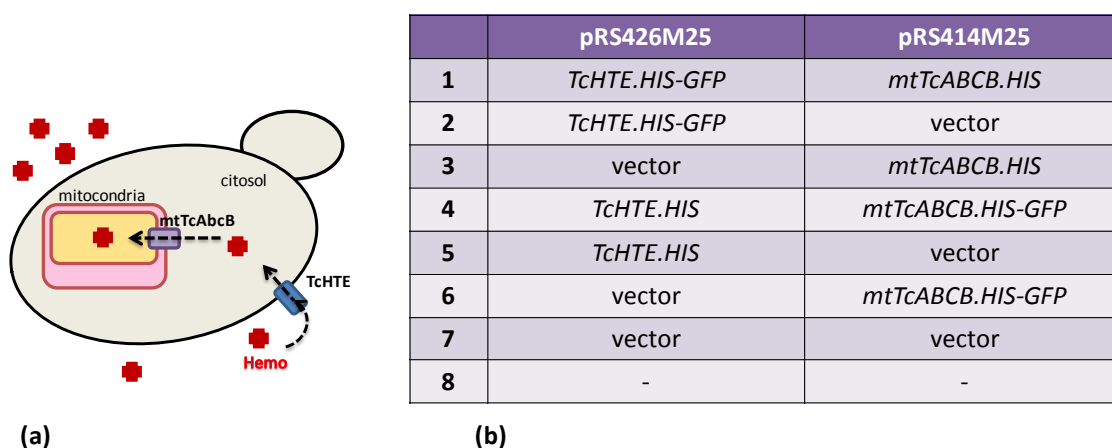 citosol
mitocondria
mtTcAbcB
TcHTE
Hemo
(a)
pRS426M25 pRS414M25
1 TcHTE.HIS-GFP mtTcABCB.HIS
2 TcHTE.HIS-GFP vector
3 vector mtTcABCB.HIS
4 TcHTE.HIS mtTcABCB.HIS-GFP
5 TcHTE.HIS vector
6 vector mtTcABCB.HIS-GFP
7 vector vector
8 - -
(b)